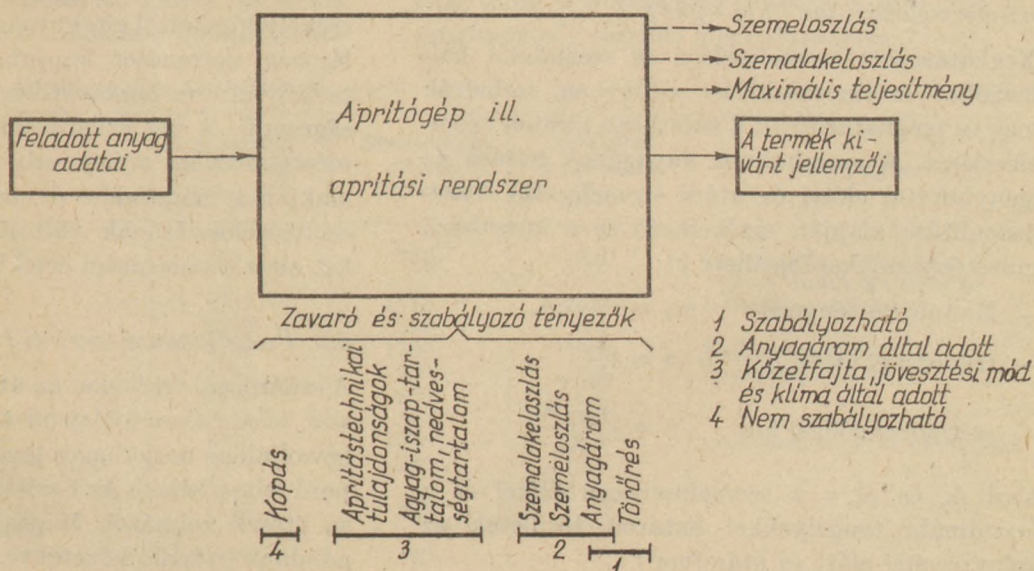 Szemeloszlás
Szemalakeloszlás
Maximális teljesítmény
Feladott anyag
adatai
Aprítógép ill.
aprítási rendszer
A termék ki-
vánt jellemzői
Zavaró és szabályozó tényezők
Kopás
Aprítástechnikai
tulajdonságok
Agyag-iszap-tar-
talom, nedves-
ségtartalom
Szemalakeloszlás
Szemeloszlás
Anyagáram
Törőrés
4
3
2
1
1 Szabályozható
2 Anyagáram által adott
3 Kőzetfajta, jövesztési mód
és klíma által adott
4 Nem szabályozható